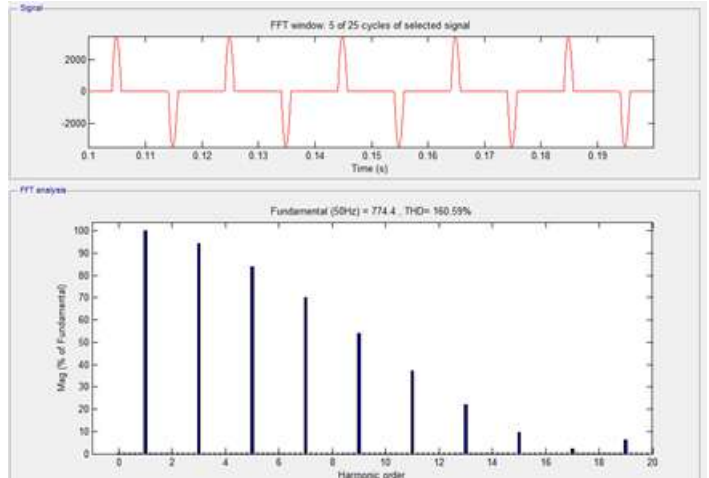 Signal
FFT window: 5 of 25 cycles of selected signal
2000
0
-2000
0.1 0.11 0.12 0.13 0.14 0.15 0.16 0.17 0.18 0.19
Time (s)
FFT analysis
Fundamental (50Hz) = 774.4 , THD= 160.59%
100
90
80
70
60
50
40
30
20
10
0
Mag (% of Fundamental)
0 2 4 6 8 10 12 14 16 18 20
Harmonic order